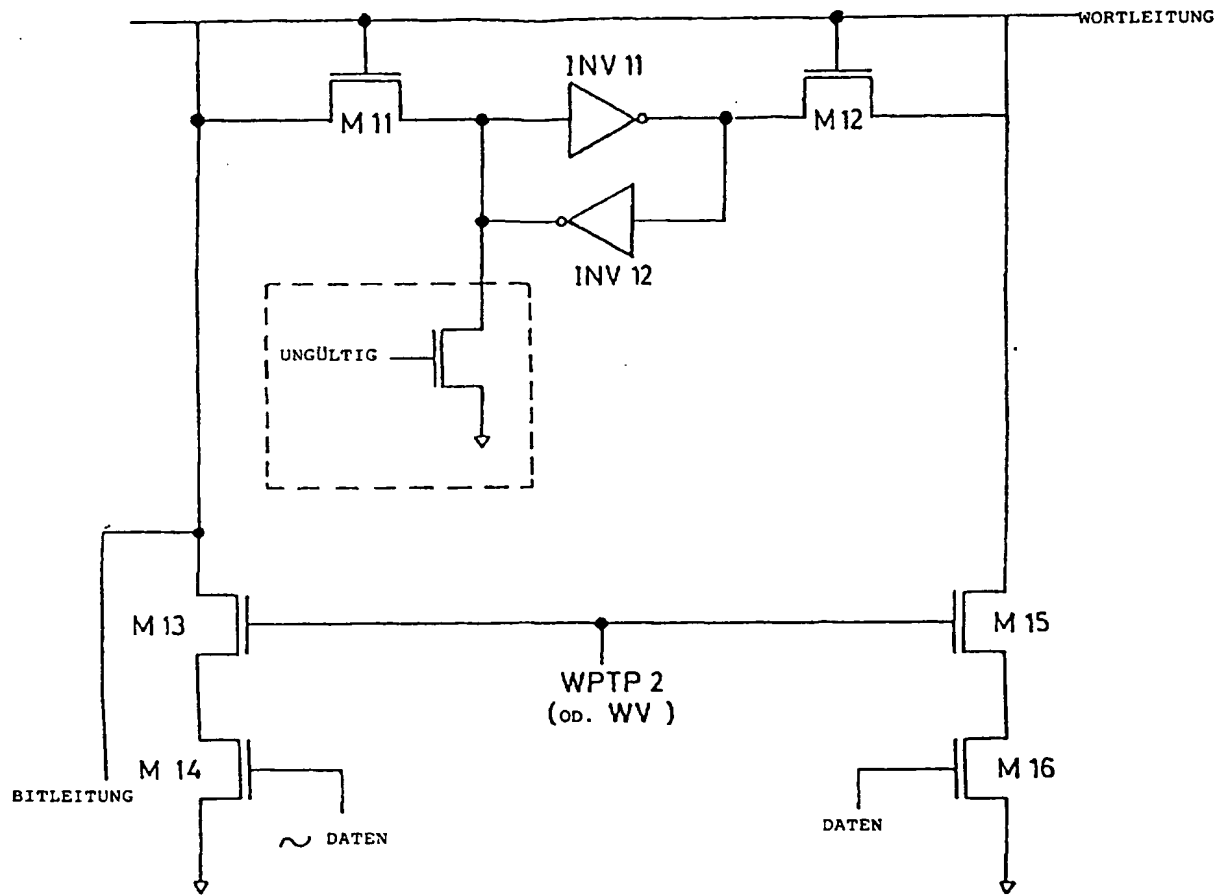 WORTLEITUNG
INV 11
M 11
M 12
INV 12
UNGÜLTIG
M 13
M 15
WPTP 2
(OD. WV )
M 14
M 16
BITLEITUNG
~ DATEN
DATEN